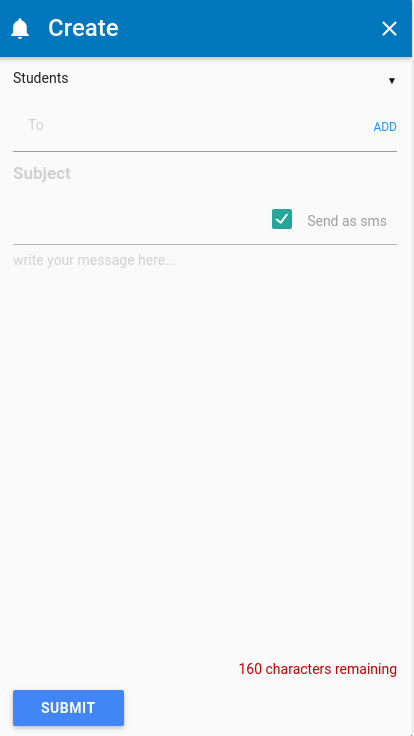 Create
Students
To
ADD
Subject
Send as sms
write your message here...
160 characters remaining
SUBMIT